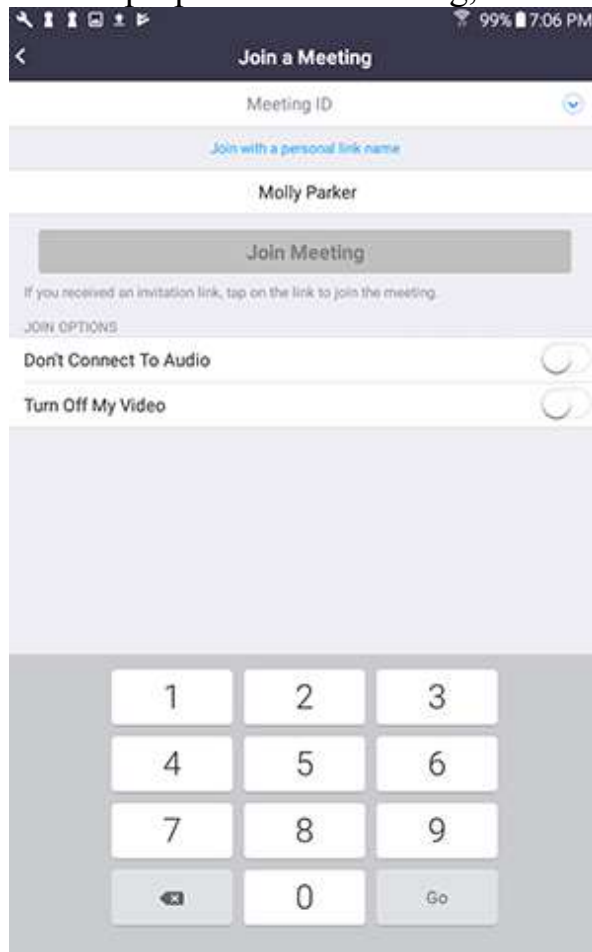 99% 7:06 PM
Join a Meeting
Meeting ID
Join with a personal link name
Molly Parker
Join Meeting
If you received an invitation link, tap on the link to join the meeting.
JOIN OPTIONS
Don't Connect To Audio
Turn Off My Video
1 2 3
4 5 6
7 8 9
0 Go